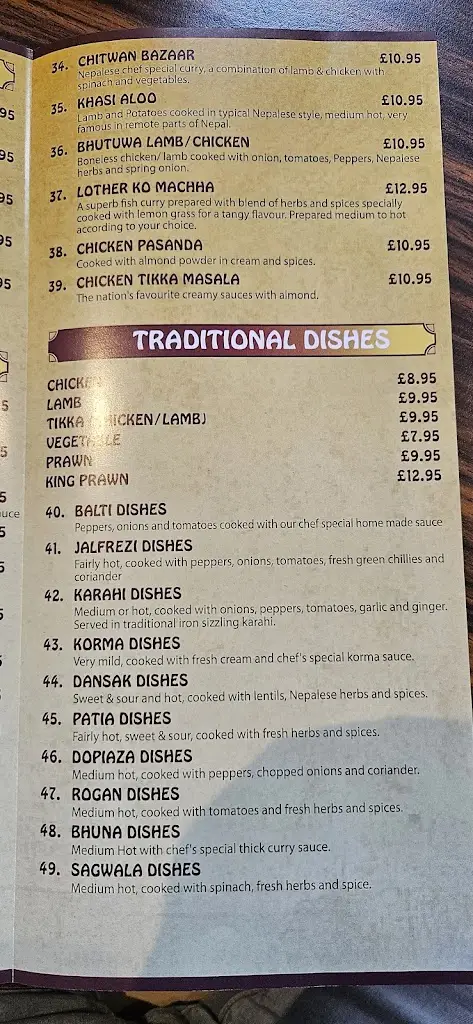 34. CHITWAN BAZAAR £10.95
Nepalese chef special curry, a combination of lamb & chicken with
spinach and vegetables.
35. KHASI ALOO £10.95
Lamb and Potatoes cooked in typical Nepalese style, medium hot, very
famous in remote parts of Nepal.
36. BHUTUWA LAMB/CHICKEN £10.95
Boneless chicken/lamb cooked with onion, tomatoes, Peppers, Nepalese
herbs and spring onion.
37. LOTHER KO MACHHA £12.95
A superb fish curry prepared with blend of herbs and spices specially
cooked with lemon grass for a tangy flavour. Prepared medium to hot
according to your choice.
38. CHICKEN PASANDA £10.95
Cooked with almond powder in cream and spices.
39. CHICKEN TIKKA MASALA £10.95
The nation's favourite creamy sauces with almond.
TRADITIONAL DISHES
CHICKEN £8.95
LAMB £9.95
TIKKA (CHICKEN/LAMB) £9.95
VEGETABLE £7.95
PRAWN £9.95
KING PRAWN £12.95
40. BALTI DISHES
Peppers, onions and tomatoes cooked with our chef special home made sauce
41. JALFREZI DISHES
Fairly hot, cooked with peppers, onions, tomatoes, fresh green chillies and
coriander
42. KARAHI DISHES
Medium or hot, cooked with onions, peppers, tomatoes, garlic and ginger.
Served in traditional iron sizzling karahi.
43. KORMA DISHES
Very mild, cooked with fresh cream and chef's special korma sauce.
44. DANSAK DISHES
Sweet & sour and hot, cooked with lentils, Nepalese herbs and spices.
45. PATIA DISHES
Fairly hot, sweet & sour, cooked with fresh herbs and spices.
46. DOPIAZA DISHES
Medium hot, cooked with peppers, chopped onions and coriander.
47. ROGAN DISHES
Medium hot, cooked with tomatoes and fresh herbs and spices.
48. BHUNA DISHES
Medium Hot with chef's special thick curry sauce.
49. SAGWALA DISHES
Medium hot, cooked with spinach, fresh herbs and spice.